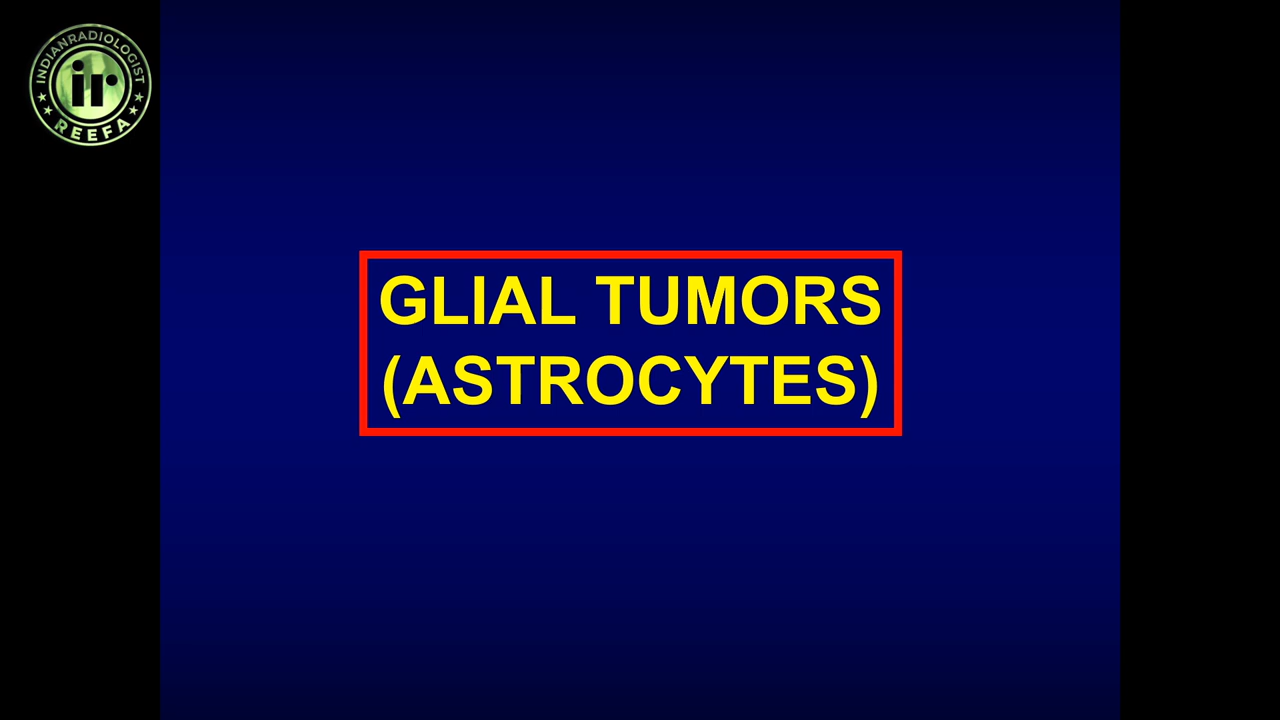 INDIANRADIOLOGIST
ir
REEFA
GLIAL TUMORS
(ASTROCYTES)